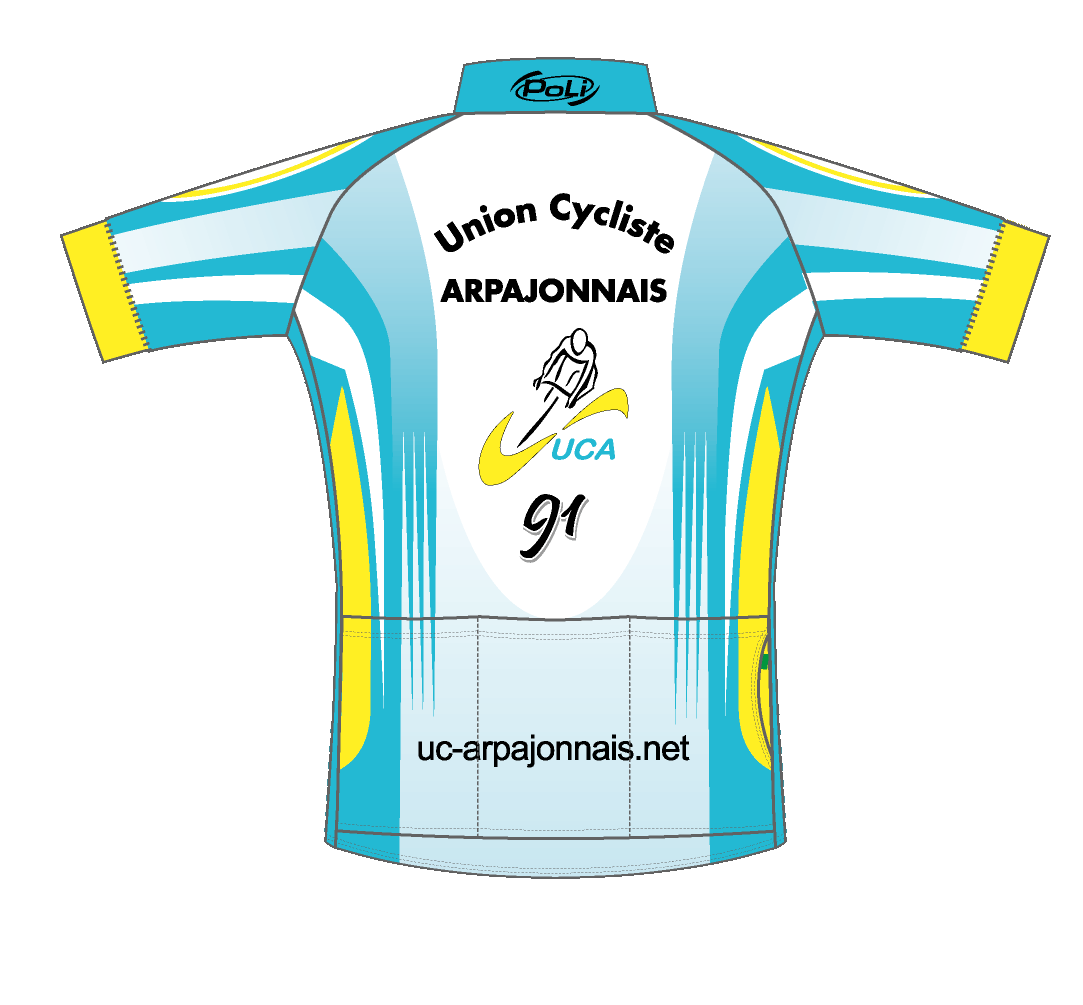 PoLi
Union Cycliste
ARPAJONNAIS
UCA
91
uc-arpajonnais.net